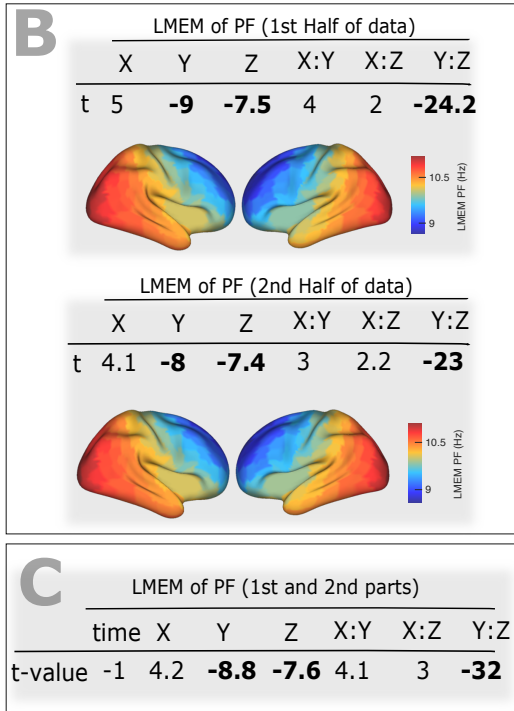 B
LMEM of PF (1st Half of data)
X Y Z X:Y X:Z Y:Z
t 5 -9 -7.5 4 2 -24.2
10.5
9
LMEM PF (Hz)
LMEM of PF (2nd Half of data)
X Y Z X:Y X:Z Y:Z
t 4.1 -8 -7.4 3 2.2 -23
10.5
9
LMEM PF (Hz)
C
LMEM of PF (1st and 2nd parts)
time X Y Z X:Y X:Z Y:Z
t-value -1 4.2 -8.8 -7.6 4.1 3 -32